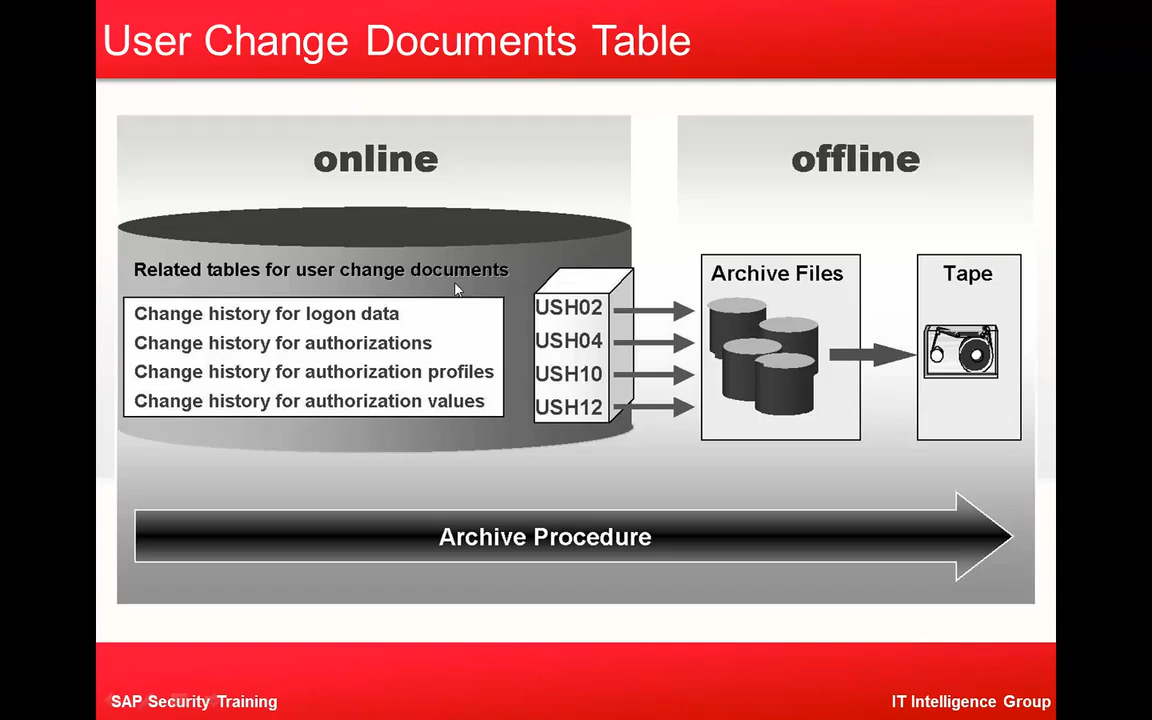 User Change Documents Table
online
offline
Related tables for user change documents
Change history for logon data
Change history for authorizations
Change history for authorization profiles
Change history for authorization values
USH02
USH04
USH10
USH12
Archive Files
Tape
Archive Procedure
SAP Security Training
IT Intelligence Group